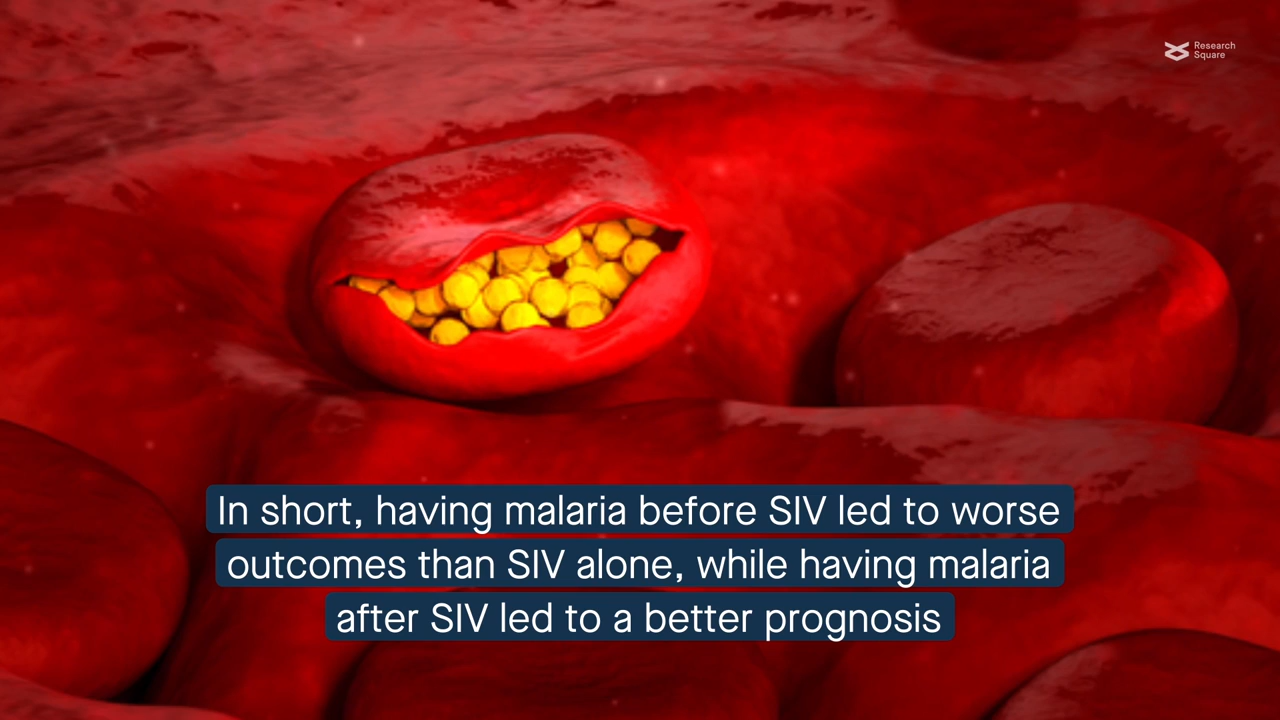 Research
Square
In short, having malaria before SIV led to worse
outcomes than SIV alone, while having malaria
after SIV led to a better prognosis